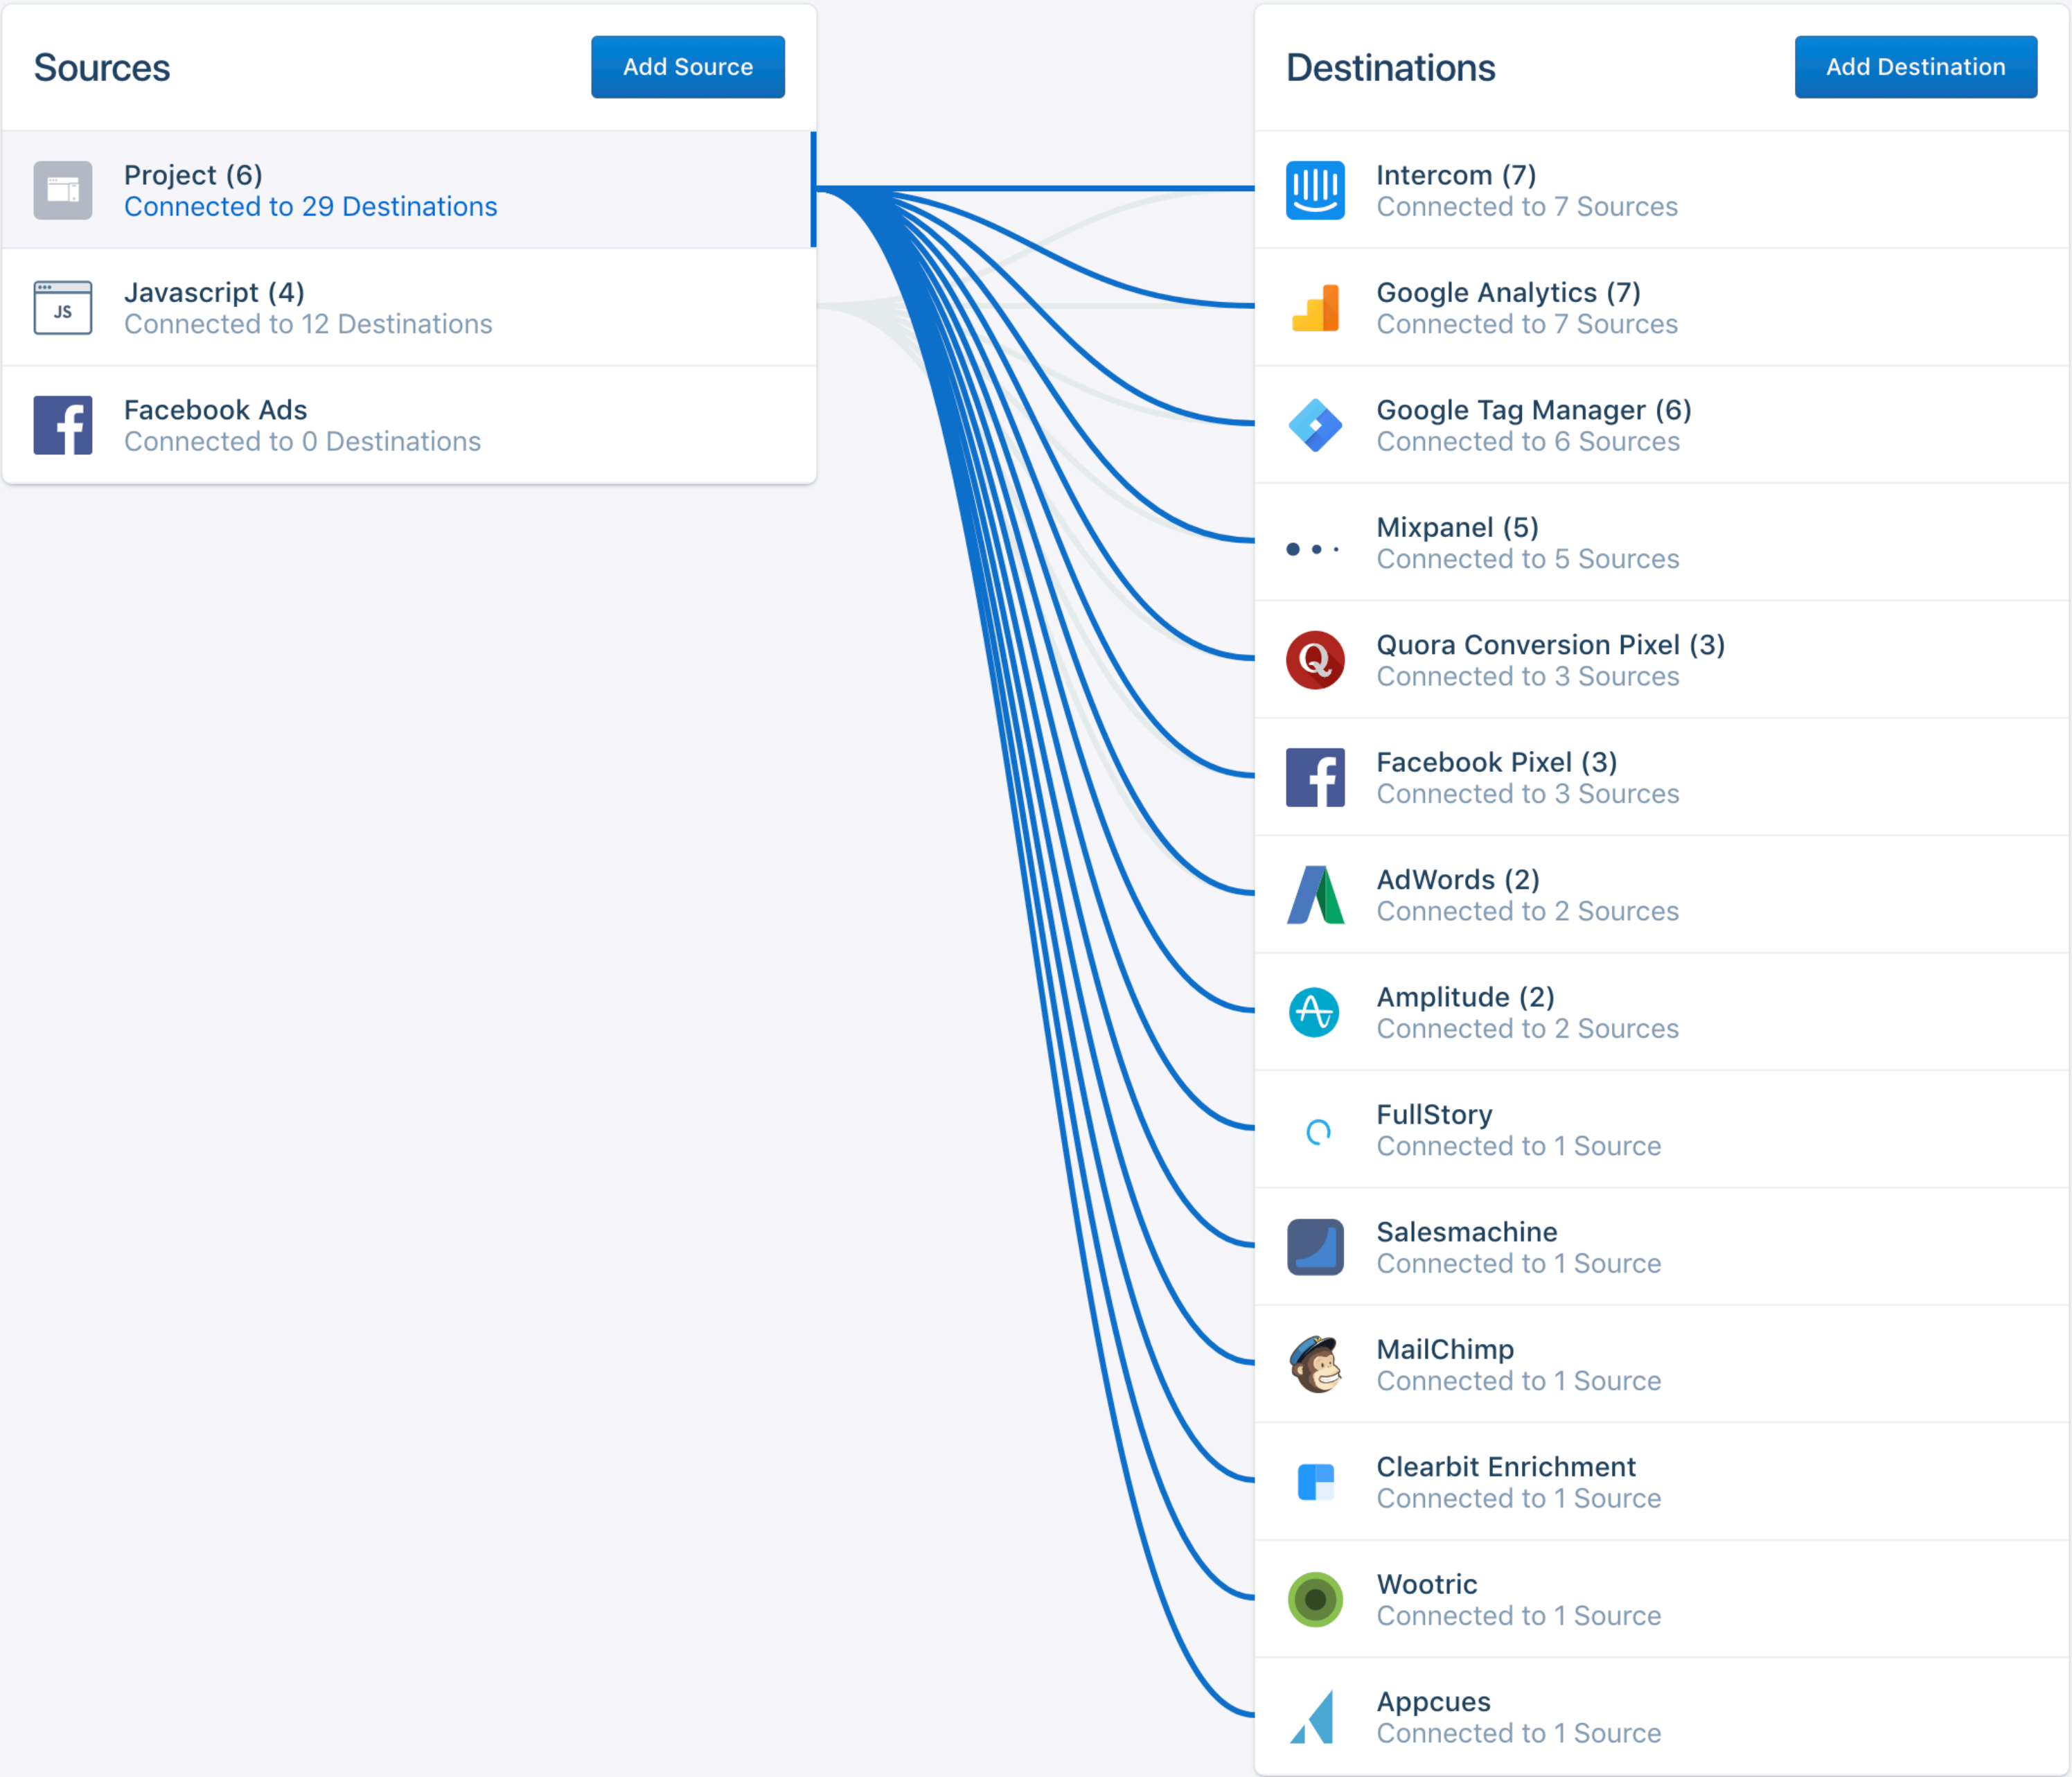 Sources
Add Source
Project (6)
Connected to 29 Destinations
JS
Javascript (4)
Connected to 12 Destinations
Facebook Ads
Connected to 0 Destinations
Destinations
Add Destination
Intercom (7)
Connected to 7 Sources
Google Analytics (7)
Connected to 7 Sources
Google Tag Manager (6)
Connected to 6 Sources
Mixpanel (5)
Connected to 5 Sources
Quora Conversion Pixel (3)
Connected to 3 Sources
Facebook Pixel (3)
Connected to 3 Sources
AdWords (2)
Connected to 2 Sources
Amplitude (2)
Connected to 2 Sources
FullStory
Connected to 1 Source
Salesmachine
Connected to 1 Source
MailChimp
Connected to 1 Source
Clearbit Enrichment
Connected to 1 Source
Wootric
Connected to 1 Source
Appcues
Connected to 1 Source